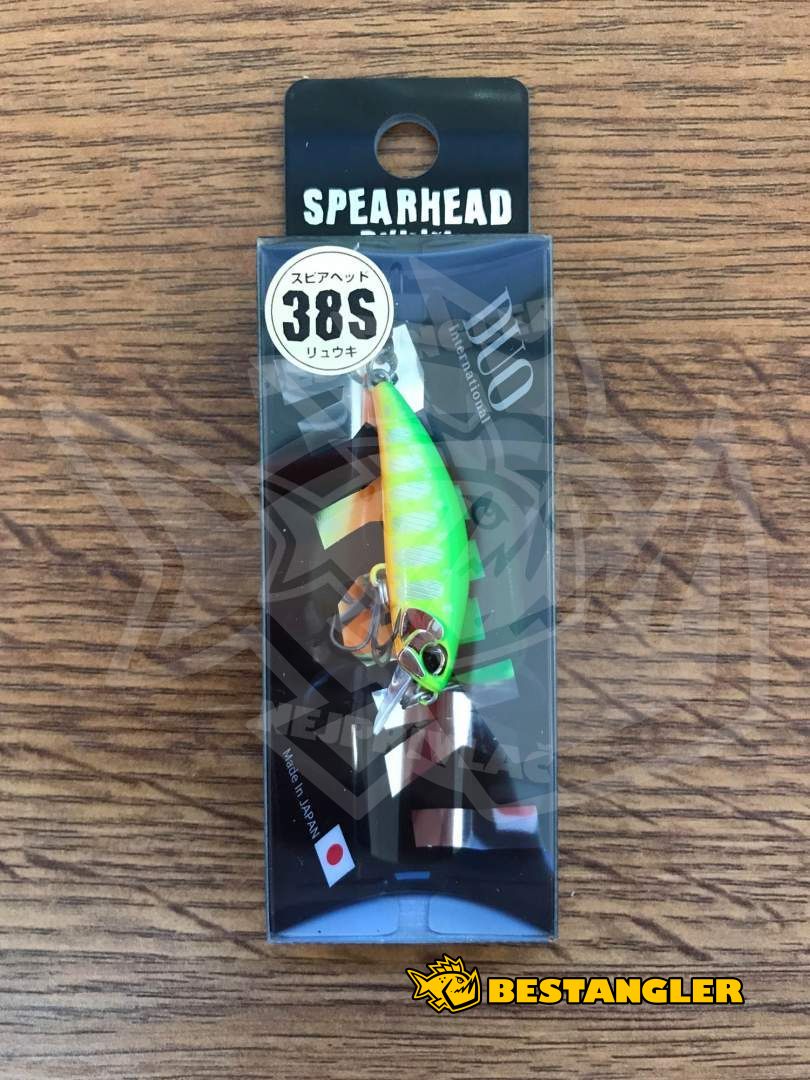 SPEARHEAD
スピアヘッド
38S
リュウキ
DUO
International
Made In JAPAN
BESTANGLER